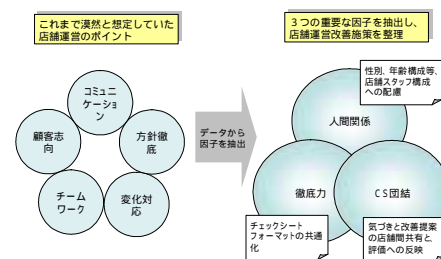 これまで漠然と想定していた
店舗運営のポイント
３つの重要な因子を抽出し、
店舗運営改善施策を整理
コミュニ
ケーショ
ン
顧客志
向
方針徹
底
チーム
ワーク
変化対
応
データから
因子を抽出
性別、年齢構成等、
店舗スタッフ構成
への配慮
人間関係
徹底力
ＣＳ団結
チェックシート
フォーマットの共通
化
気づきと改善提案
の店舗間共有と、
評価への反映